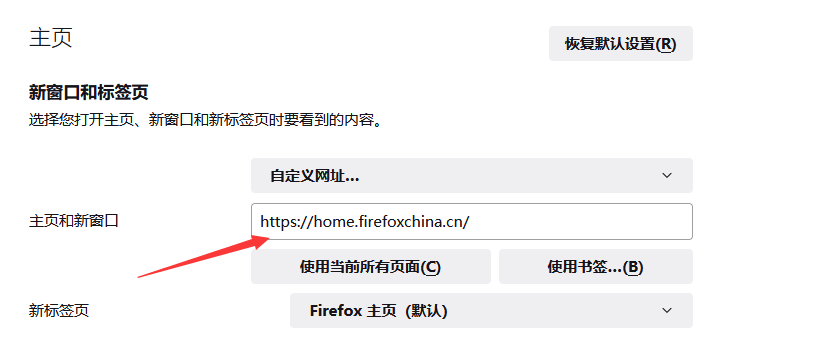 主页
恢复默认设置(R)
新窗口和标签页
选择您打开主页、新窗口和新标签页时要看到的内容。
自定义网址...
主页和新窗口
https://home.firefoxchina.cn/
使用当前所有页面(C)
使用书签...(B)
新标签页
Firefox 主页（默认）